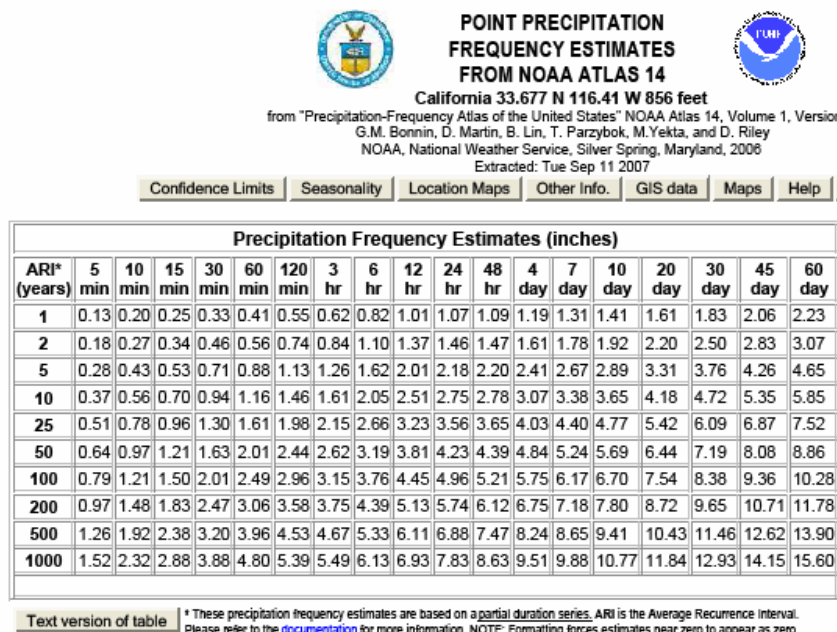 POINT PRECIPITATION
FREQUENCY ESTIMATES
FROM NOAA ATLAS 14
California 33.677 N 116.41 W 856 feet
from "Precipitation-Frequency Atlas of the United States" NOAA Atlas 14, Volume 1, Versio
G.M. Bonnin, D. Martin, B. Lin, T. Parzybok, M.Yekta, and D. Riley
NOAA, National Weather Service, Silver Spring, Maryland, 2006
Extracted: Tue Sep 11 2007
Confidence Limits Seasonality Location Maps Other Info. GIS data Maps Help
Precipitation Frequency Estimates (inches)
ARI* (years) 5 min 10 min 15 min 30 min 60 min 120 min 3 hr 6 hr 12 hr 24 hr 48 hr 4 day 7 day 10 day 20 day 30 day 45 day 60 day
1 0.13 0.20 0.25 0.33 0.41 0.55 0.62 0.82 1.01 1.07 1.09 1.19 1.31 1.41 1.61 1.83 2.06 2.23
2 0.18 0.27 0.34 0.46 0.56 0.74 0.84 1.10 1.37 1.46 1.47 1.61 1.78 1.92 2.20 2.50 2.83 3.07
5 0.28 0.43 0.53 0.71 0.88 1.13 1.26 1.62 2.01 2.18 2.20 2.41 2.67 2.89 3.31 3.76 4.26 4.65
10 0.37 0.56 0.70 0.94 1.16 1.46 1.61 2.05 2.51 2.75 2.78 3.07 3.38 3.65 4.18 4.72 5.35 5.85
25 0.51 0.78 0.96 1.30 1.61 1.98 2.15 2.66 3.23 3.56 3.65 4.03 4.40 4.77 5.42 6.09 6.87 7.52
50 0.64 0.97 1.21 1.63 2.01 2.44 2.62 3.19 3.81 4.23 4.39 4.84 5.24 5.69 6.44 7.19 8.08 8.86
100 0.79 1.21 1.50 2.01 2.49 2.96 3.15 3.76 4.45 4.96 5.21 5.75 6.17 6.70 7.54 8.38 9.36 10.28
200 0.97 1.48 1.83 2.47 3.06 3.58 3.75 4.39 5.13 5.74 6.12 6.75 7.18 7.80 8.72 9.65 10.71 11.78
500 1.26 1.92 2.38 3.20 3.96 4.53 4.67 5.33 6.11 6.88 7.47 8.24 8.65 9.41 10.43 11.46 12.62 13.90
1000 1.52 2.32 2.88 3.88 4.80 5.39 5.49 6.13 6.93 7.83 8.63 9.51 9.88 10.77 11.84 12.93 14.15 15.60
Text version of table
* These precipitation frequency estimates are based on a partial duration series. ARI is the Average Recurrence Interval.
Please refer to the documentation for more information. NOTE: Formatting forces estimates near zero to appear as zero